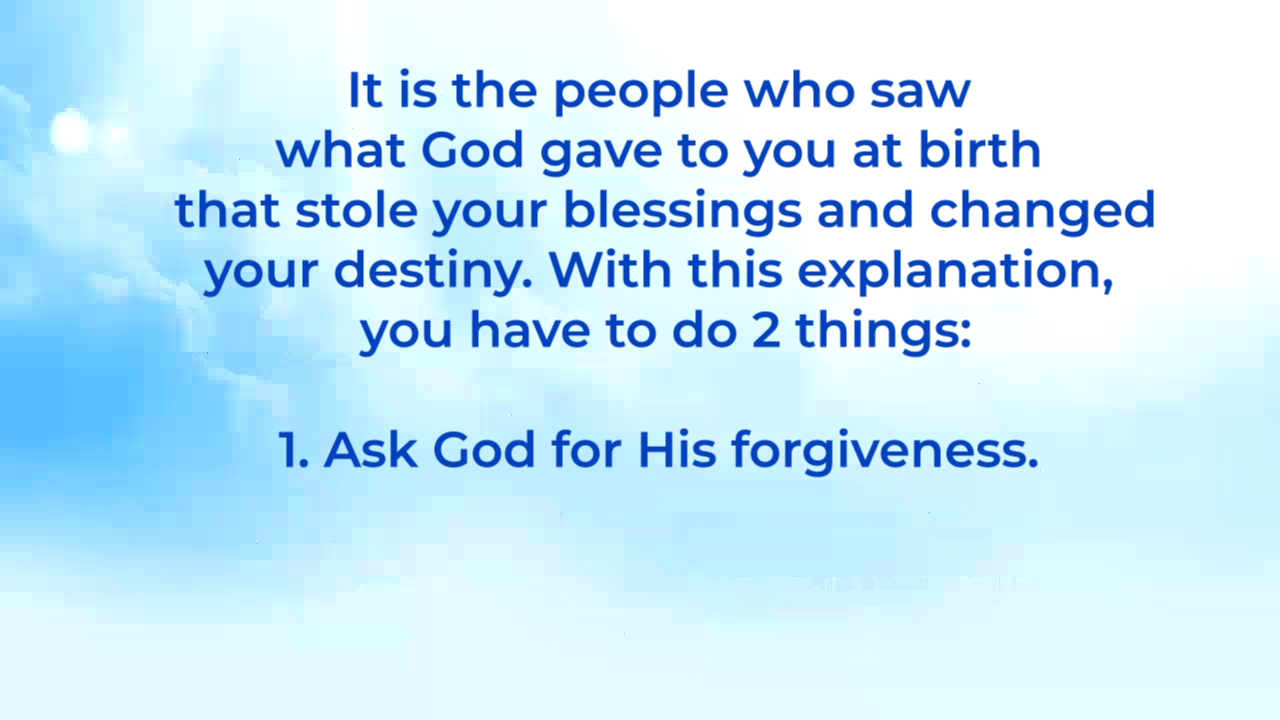 It is the people who saw
what God gave to you at birth
that stole your blessings and changed
your destiny. With this explanation,
you have to do 2 things:
1. Ask God for His forgiveness.